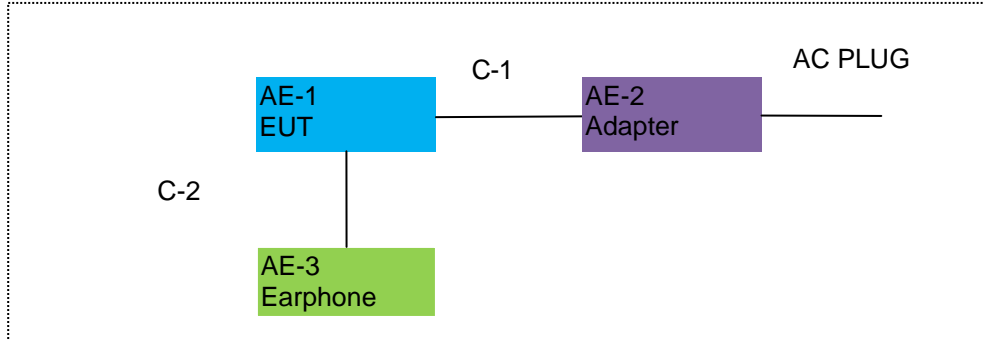 C-1
AC PLUG
AE-1
EUT
AE-2
Adapter
C-2
AE-3
Earphone